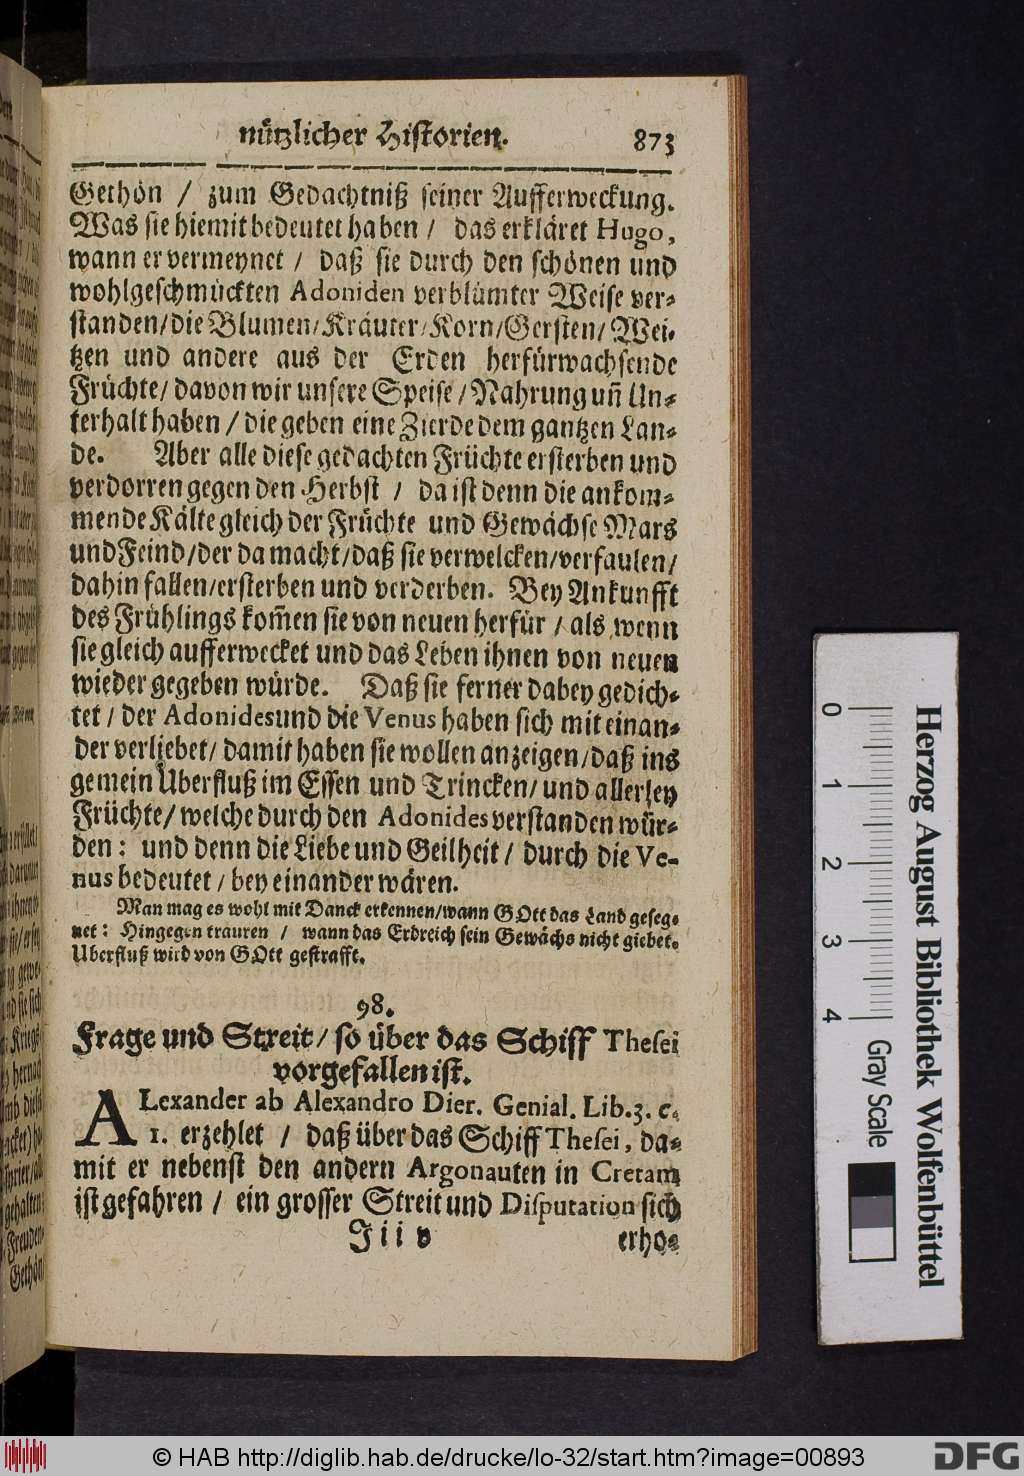 nützlicher Historien. 873
Gethön / zum Gedachtniß seiner Aufferweckung.
Was sie hiemit bedeutet haben / das erkläret Hugo,
wann er vermeynet / daß sie durch den schönen und
wohlgeschmückten Adoniden verblümter Weise ver-
standen/die Blumen/Kräuter/Korn/Gersten/Wei-
tzen und andere aus der Erden herfürwachsende
Früchte/davon wir unsere Speise/Nahrung un̄ Un-
terhalt haben / die geben eine Zierde dem gantzen Lan-
de. Aber alle diese gedachten Früchte ersterben und
verdorren gegen den Herbst / da ist denn die ankom-
mende Kälte gleich der Früchte und Gewächse Mars
und Feind/der da macht/daß sie verwelcken/verfaulen/
dahin fallen/ersterben und verderben. Bey Ankunfft
des Frühlings kom̄en sie von neuen herfür / als wenn
sie gleich aufferwecket und das Leben ihnen von neuen
wieder gegeben würde. Daß sie ferner dabey gedich-
tet / der Adonides und die Venus haben sich mit einan-
der verliebet/damit haben sie wollen anzeigen/daß ins
gemein Uberfluß im Essen und Trincken/und allerley
Früchte/welche durch den Adonides verstanden wür-
den: und denn die Liebe und Geilheit / durch die Ve-
nus bedeutet / bey einander wären.
Man mag es wohl mit Danck erkennen/wann GOtt das Land geseg-
net: Hingegen trauren / wann das Erdreich sein Gewächs nicht giebet.
Uberfluß wird von GOtt gestrafft.
98.
Frage und Streit/ so über das Schiff Thesei
vorgefallen ist.
ALexander ab Alexandro Dier. Genial. Lib. 3. c.
1. erzehlet / daß über das Schiff Thesei, da-
mit er nebenst den andern Argonauten in Cretam
ist gefahren / ein grosser Streit und Disputation sich
Jii v erho-
Herzog August Bibliothek Wolfenbüttel
0 1 2 3 4 Gray Scale
© HAB http://diglib.hab.de/drucke/lo-32/start.htm?image=00893
DFG